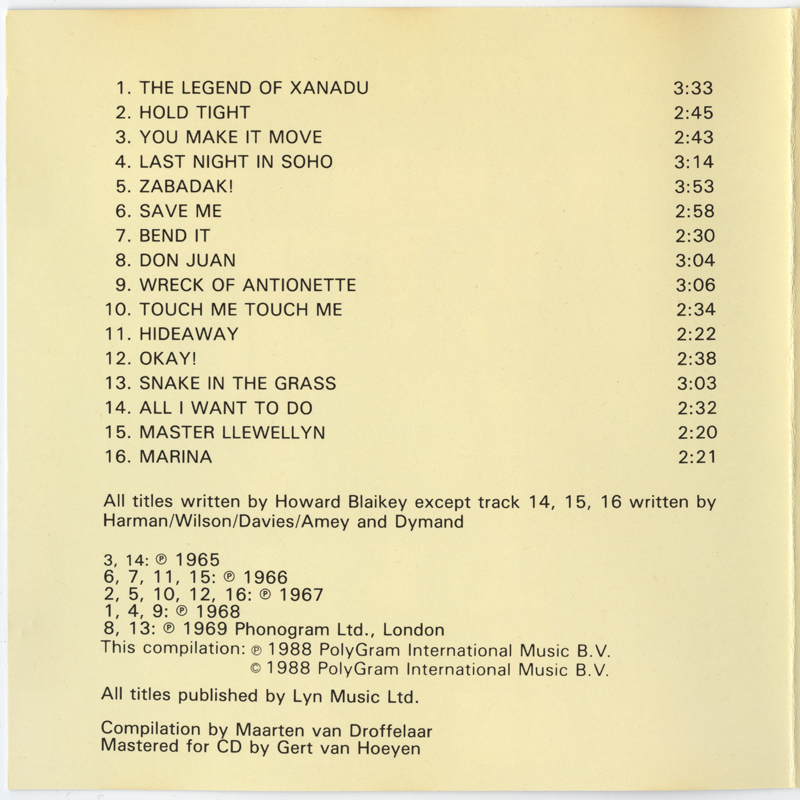 1. THE LEGEND OF XANADU 3:33
2. HOLD TIGHT 2:45
3. YOU MAKE IT MOVE 2:43
4. LAST NIGHT IN SOHO 3:14
5. ZABADAK! 3:53
6. SAVE ME 2:58
7. BEND IT 2:30
8. DON JUAN 3:04
9. WRECK OF ANTIONETTE 3:06
10. TOUCH ME TOUCH ME 2:34
11. HIDEAWAY 2:22
12. OKAY! 2:38
13. SNAKE IN THE GRASS 3:03
14. ALL I WANT TO DO 2:32
15. MASTER LLEWELLYN 2:20
16. MARINA 2:21
All titles written by Howard Blaikey except track 14, 15, 16 written by
Harman/Wilson/Davies/Amey and Dymand
3, 14: ℗ 1965
6, 7, 11, 15: ℗ 1966
2, 5, 10, 12, 16: ℗ 1967
1, 4, 9: ℗ 1968
8, 13: ℗ 1969 Phonogram Ltd., London
This compilation: ℗ 1988 PolyGram International Music B.V.
© 1988 PolyGram International Music B.V.
All titles published by Lyn Music Ltd.
Compilation by Maarten van Droffelaar
Mastered for CD by Gert van Hoeyen